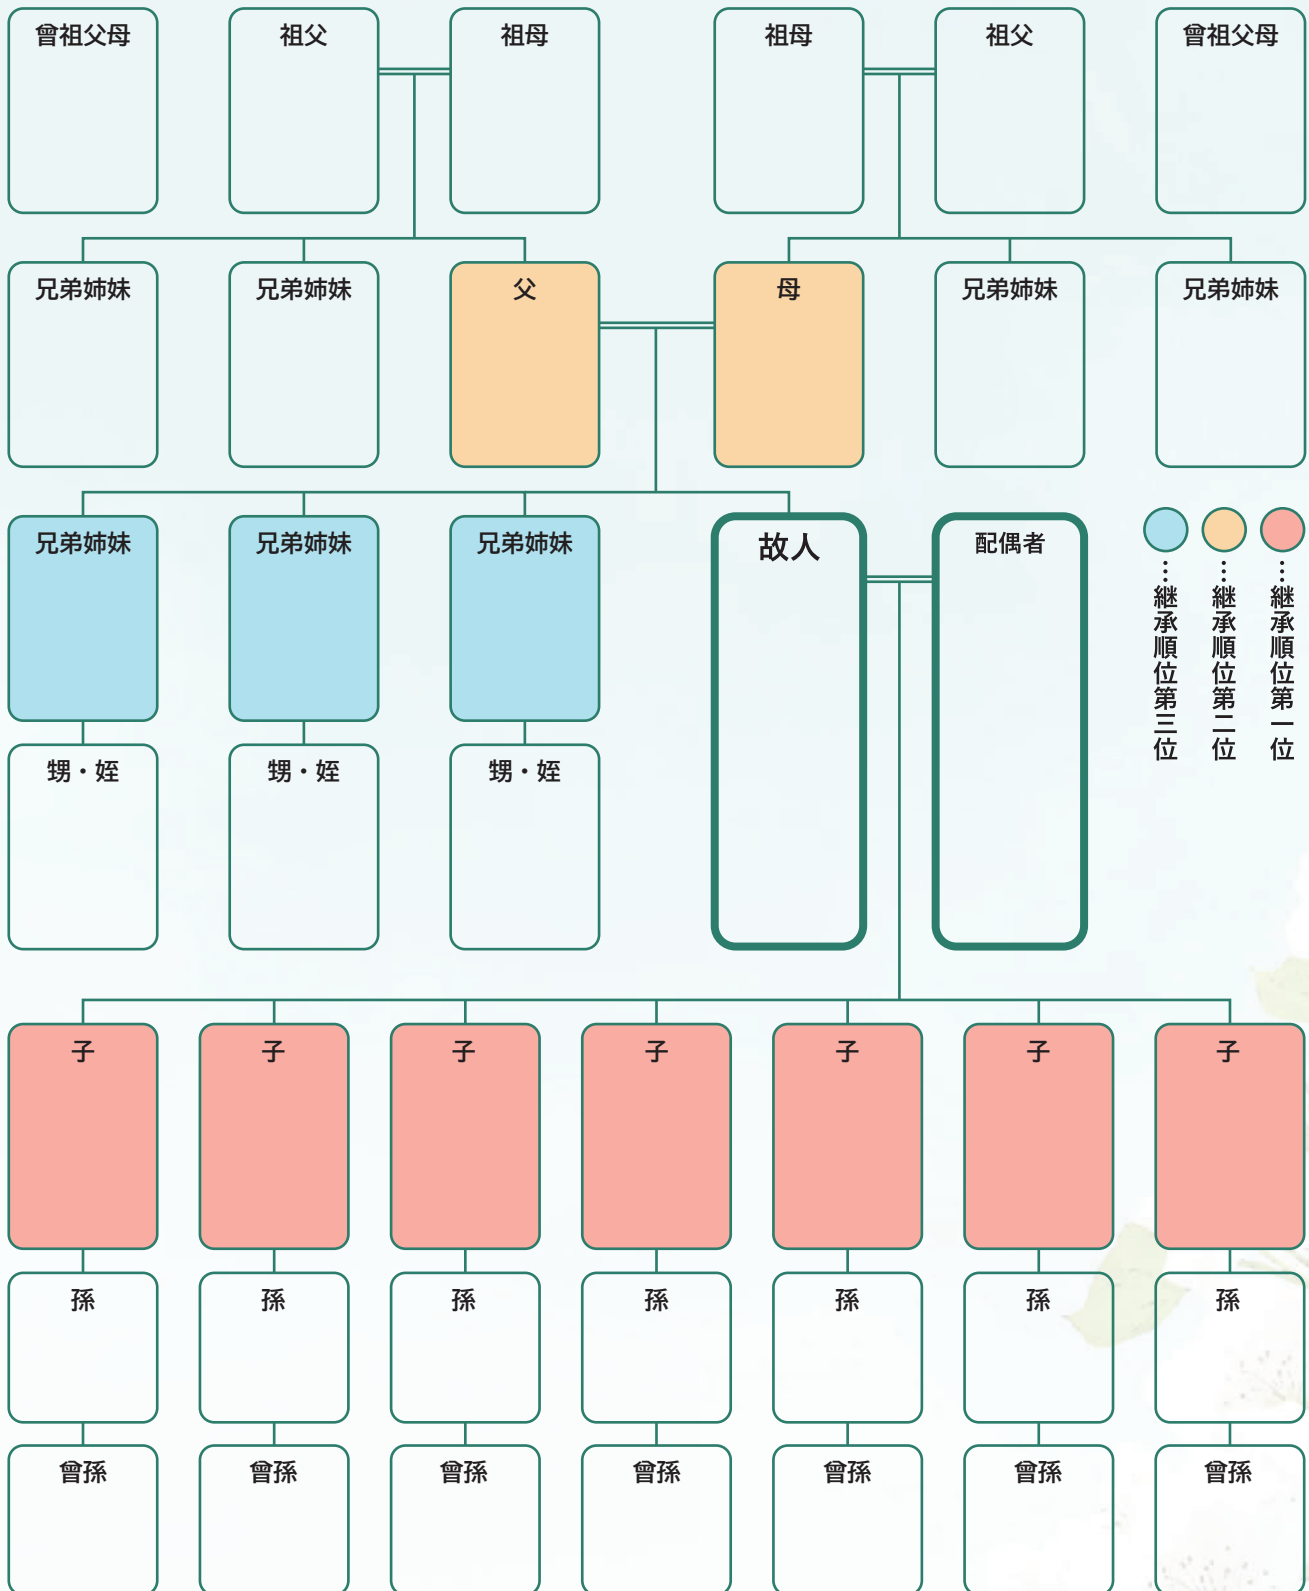 曾祖父母
祖父
祖母
祖母
祖父
曾祖父母
兄弟姉妹
兄弟姉妹
父
母
兄弟姉妹
兄弟姉妹
兄弟姉妹
兄弟姉妹
兄弟姉妹
故人
配偶者
…継承順位第一位
…継承順位第二位
…継承順位第三位
甥・姪
甥・姪
甥・姪
子
子
子
子
子
子
子
孫
孫
孫
孫
孫
孫
孫
曾孫
曾孫
曾孫
曾孫
曾孫
曾孫
曾孫